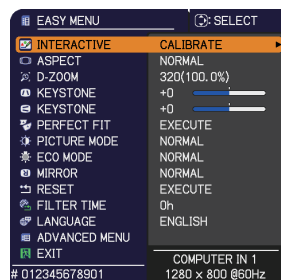 EASY MENU : SELECT
INTERACTIVE CALIBRATE
ASPECT NORMAL
D-ZOOM 320(100.0%)
KEYSTONE +0
KEYSTONE +0
PERFECT FIT EXECUTE
PICTURE MODE NORMAL
ECO MODE NORMAL
MIRROR NORMAL
RESET EXECUTE
FILTER TIME 0h
LANGUAGE ENGLISH
ADVANCED MENU
EXIT
COMPUTER IN 1
# 012345678901 1280 x 800 @60Hz